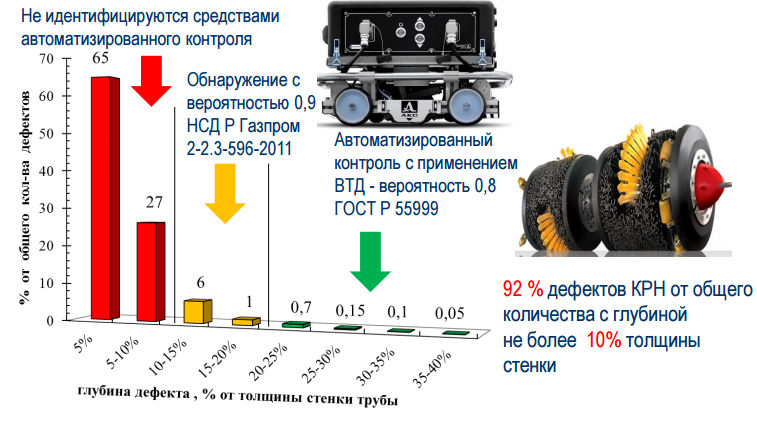 Не идентифицируются средствами
автоматизированного контроля
Обнаружение с
вероятностью 0,9
НСД Р Газпром
2-2.3-596-2011
АКС
Автоматизированный
контроль с применением
ВТД - вероятность 0,8
ГОСТ Р 55999
92 % дефектов КРН от общего
количества с глубиной
не более 10% толщины
стенки
% от общего кол-ва дефектов
70
60
50
40
30
20
10
0
65
27
6
1
0,7
0,15
0,1
0,05
5%
5-10%
10-15%
15-20%
20-25%
25-30%
30-35%
35-40%
глубина дефекта , % от толщины стенки трубы